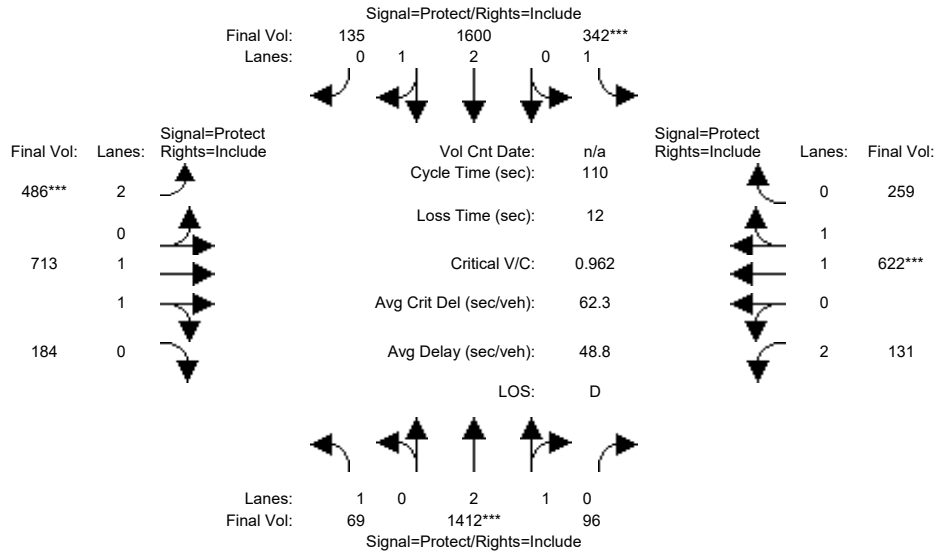 Signal=Protect/Rights=Include
Final Vol: 135 1600 342***
Lanes: 0 1 2 0 1
Signal=Protect
Final Vol: Lanes: Rights=Include
Vol Cnt Date: n/a
Signal=Protect
Rights=Include Lanes: Final Vol:
Cycle Time (sec): 110
486*** 2
0 259
Loss Time (sec): 12
0
1
713 1
Critical V/C: 0.962
1 622***
1
Avg Crit Del (sec/veh): 62.3
0
184 0
Avg Delay (sec/veh): 48.8
2 131
LOS: D
Lanes: 1 0 2 1 0
Final Vol: 69 1412*** 96
Signal=Protect/Rights=Include